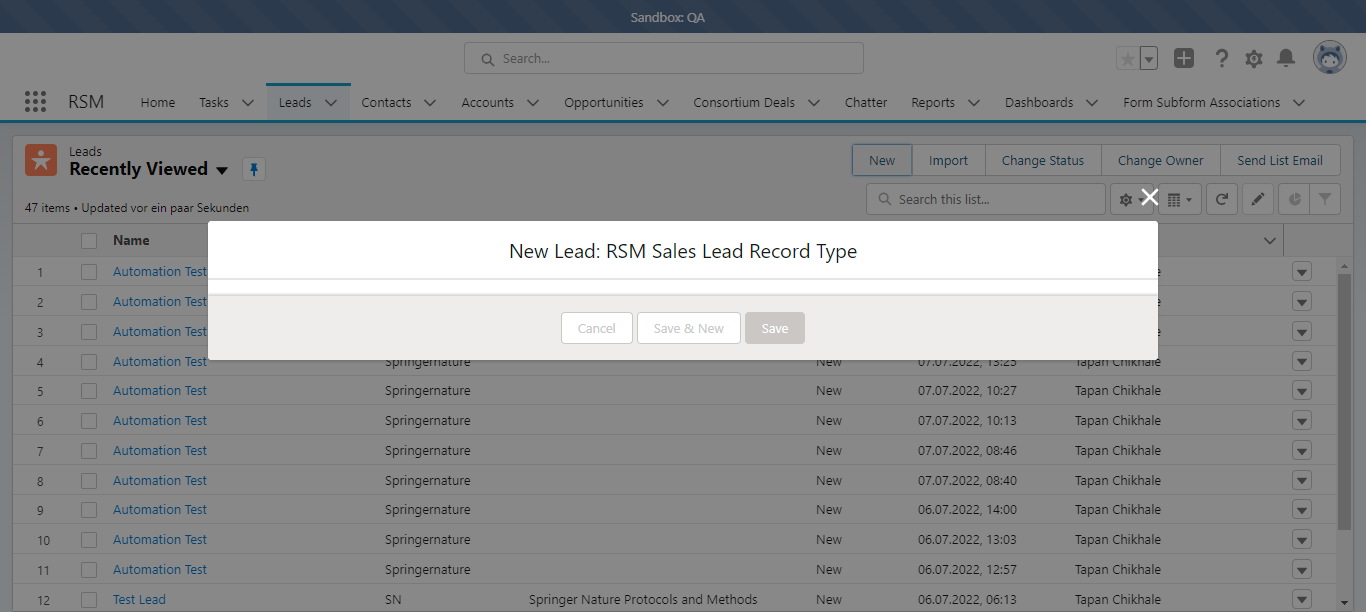 Sandbox: QA
Search...
RSM Home Tasks Leads Contacts Accounts Opportunities Consortium Deals Chatter Reports Dashboards Form Subform Associations
Leads
Recently Viewed
New Import Change Status Change Owner Send List Email
47 items • Updated vor ein paar Sekunden
Search this list...
Name
New Lead: RSM Sales Lead Record Type
1 Automation Test
2 Automation Test
3 Automation Test
Cancel Save & New Save
4 Automation Test Springernature New 07.07.2022, 13:25 Tapan Chikhale
5 Automation Test Springernature New 07.07.2022, 10:27 Tapan Chikhale
6 Automation Test Springernature New 07.07.2022, 10:13 Tapan Chikhale
7 Automation Test Springernature New 07.07.2022, 08:46 Tapan Chikhale
8 Automation Test Springernature New 07.07.2022, 08:40 Tapan Chikhale
9 Automation Test Springernature New 06.07.2022, 14:00 Tapan Chikhale
10 Automation Test Springernature New 06.07.2022, 13:03 Tapan Chikhale
11 Automation Test Springernature New 06.07.2022, 12:57 Tapan Chikhale
12 Test Lead SN Springer Nature Protocols and Methods New 06.07.2022, 06:13 Tapan Chikhale